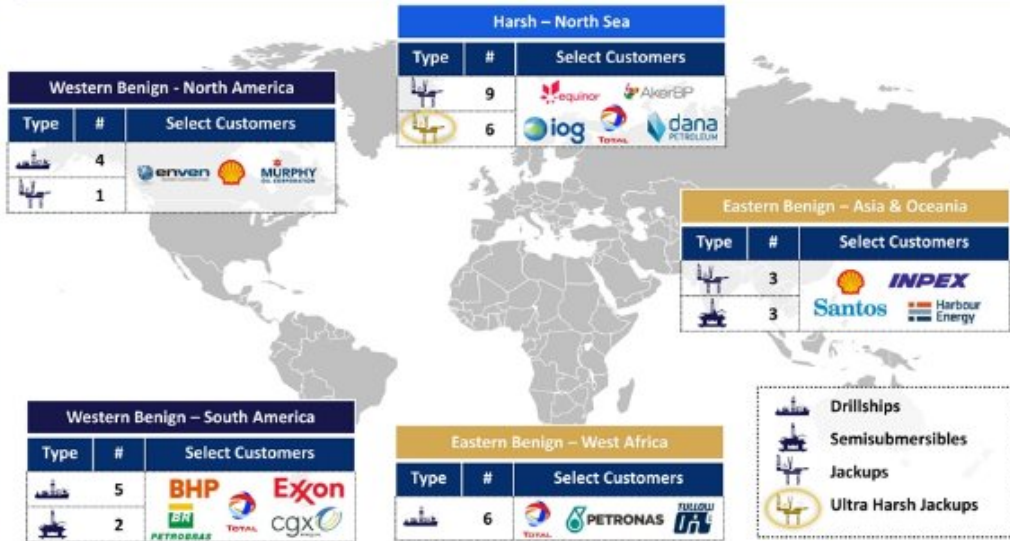 Harsh – North Sea
Type # Select Customers
9
6
equinor
AkerBP
iog
TOTAL
dana
PETROLEUM
Western Benign - North America
Type # Select Customers
4
1
enven
MURPHY
OIL CORPORATION
Eastern Benign – Asia & Oceania
Type # Select Customers
3
3
INPEX
Santos
Harbour
Energy
Western Benign – South America
Type # Select Customers
5
2
BHP
TOTAL
Exxon
BR
PETROBRAS
cgx
Eastern Benign – West Africa
Type # Select Customers
6
TOTAL
PETRONAS
TULLOW
OIL
Drillships
Semisubmersibles
Jackups
Ultra Harsh Jackups